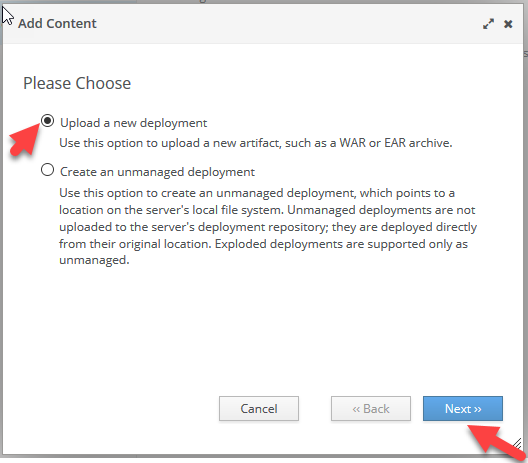 Add Content
Please Choose
Upload a new deployment
Use this option to upload a new artifact, such as a WAR or EAR archive.
Create an unmanaged deployment
Use this option to create an unmanaged deployment, which points to a
location on the server's local file system. Unmanaged deployments are not
uploaded to the server's deployment repository; they are deployed directly
from their original location. Exploded deployments are supported only as
unmanaged.
Cancel
‹‹ Back
Next ››